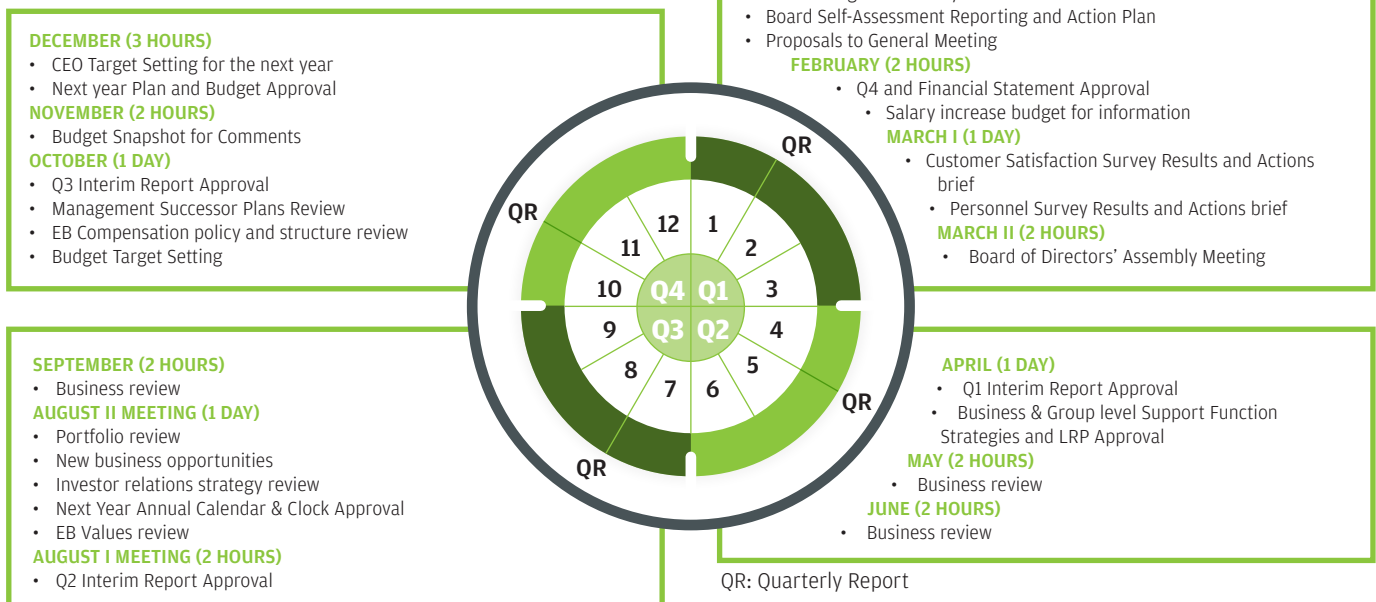 • Board Self-Assessment Reporting and Action Plan
• Proposals to General Meeting
FEBRUARY (2 HOURS)
• Q4 and Financial Statement Approval
• Salary increase budget for information
MARCH I (1 DAY)
• Customer Satisfaction Survey Results and Actions
brief
• Personnel Survey Results and Actions brief
MARCH II (2 HOURS)
• Board of Directors’ Assembly Meeting
DECEMBER (3 HOURS)
• CEO Target Setting for the next year
• Next year Plan and Budget Approval
NOVEMBER (2 HOURS)
• Budget Snapshot for Comments
OCTOBER (1 DAY)
• Q3 Interim Report Approval
• Management Successor Plans Review
• EB Compensation policy and structure review
• Budget Target Setting
QR
QR
12 1
11 2
10 Q4 Q1 3
9 Q3 Q2 4
8 5
7 6
QR
QR
SEPTEMBER (2 HOURS)
• Business review
AUGUST II MEETING (1 DAY)
• Portfolio review
• New business opportunities
• Investor relations strategy review
• Next Year Annual Calendar & Clock Approval
• EB Values review
AUGUST I MEETING (2 HOURS)
• Q2 Interim Report Approval
APRIL (1 DAY)
• Q1 Interim Report Approval
• Business & Group level Support Function
Strategies and LRP Approval
MAY (2 HOURS)
• Business review
JUNE (2 HOURS)
• Business review
QR: Quarterly Report